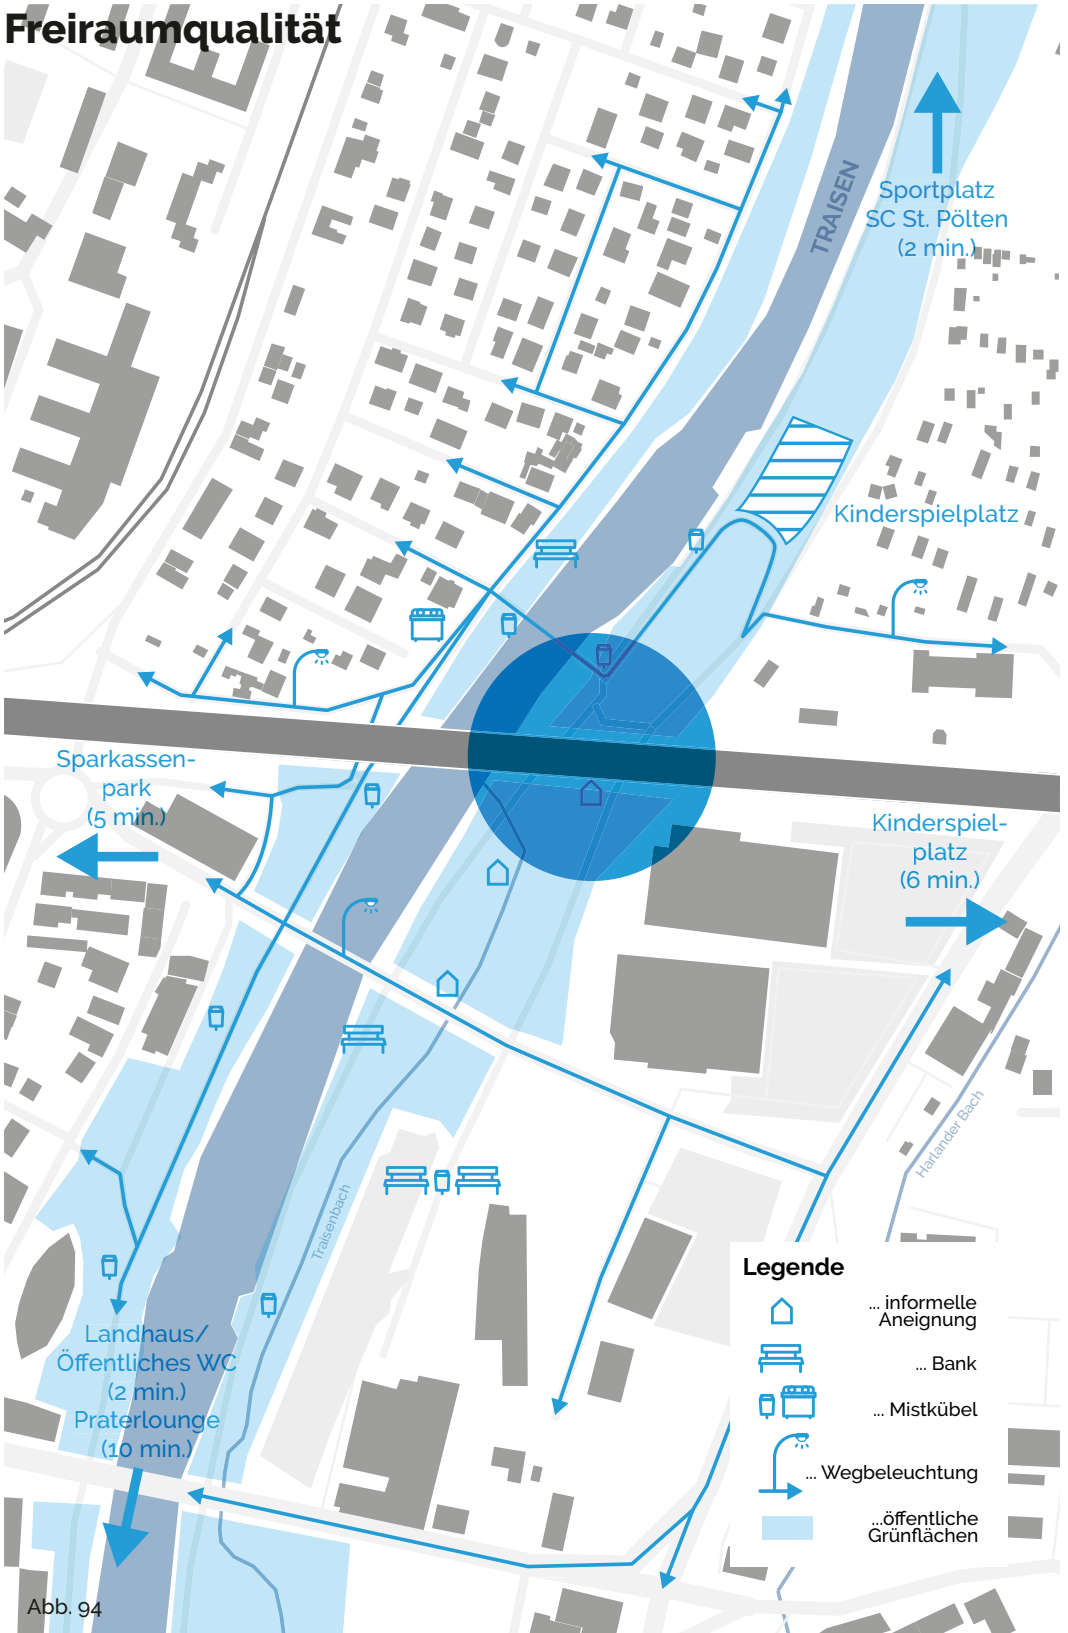 Freiraumqualität
TRAISEN
Sportplatz
SC St. Pölten
(2 min.)
Kinderspielplatz
Sparkassen-
park
(5 min.)
Kinderspiel-
platz
(6 min.)
Harlander Bach
Traisenbach
Landhaus/
Öffentliches WC
(2 min.)
Praterlounge
(10 min.)
Legende
... informelle
Aneignung
... Bank
... Mistkübel
... Wegbeleuchtung
...öffentliche
Grünflächen
Abb. 94